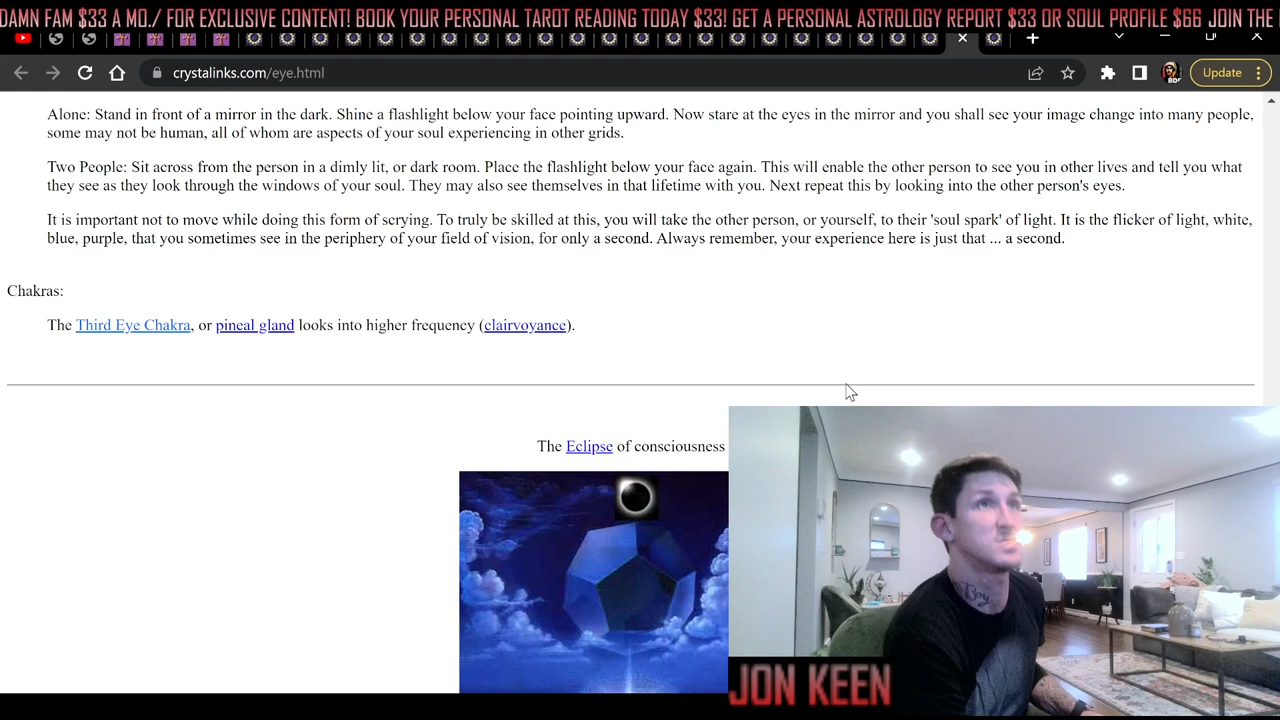 DAMN FAM $33 A MO./ FOR EXCLUSIVE CONTENT! BOOK YOUR PERSONAL TAROT READING TODAY $33! GET A PERSONAL ASTROLOGY REPORT $33 OR SOUL PROFILE $66 JOIN THE
crystalinks.com/eye.html
Update
Alone: Stand in front of a mirror in the dark. Shine a flashlight below your face pointing upward. Now stare at the eyes in the mirror and you shall see your image change into many people,
some may not be human, all of whom are aspects of your soul experiencing in other grids.
Two People: Sit across from the person in a dimly lit, or dark room. Place the flashlight below your face again. This will enable the other person to see you in other lives and tell you what
they see as they look through the windows of your soul. They may also see themselves in that lifetime with you. Next repeat this by looking into the other person's eyes.
It is important not to move while doing this form of scrying. To truly be skilled at this, you will take the other person, or yourself, to their 'soul spark' of light. It is the flicker of light, white,
blue, purple, that you sometimes see in the periphery of your field of vision, for only a second. Always remember, your experience here is just that ... a second.
Chakras:
The Third Eye Chakra, or pineal gland looks into higher frequency (clairvoyance).
The Eclipse of consciousness
Boy
JON KEEN